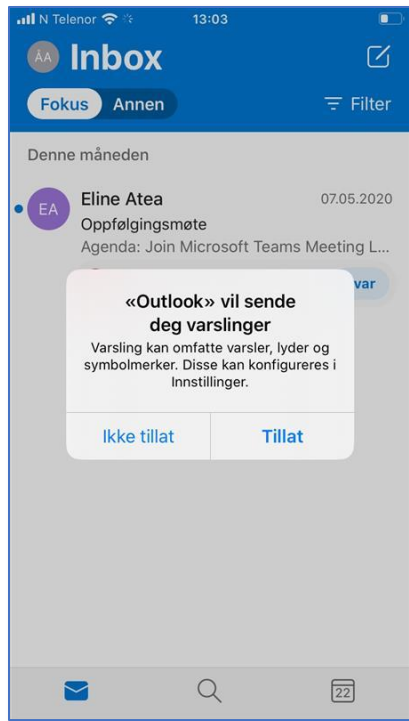 N Telenor 13:03
ÅA Inbox
Fokus Annen Filter
Denne måneden
EA Eline Atea 07.05.2020
Oppfølgingsmøte
Agenda: Join Microsoft Teams Meeting L...
var
«Outlook» vil sende
deg varslinger
Varsling kan omfatte varsler, lyder og
symbolmerker. Disse kan konfigureres i
Innstillinger.
Ikke tillat Tillat
22